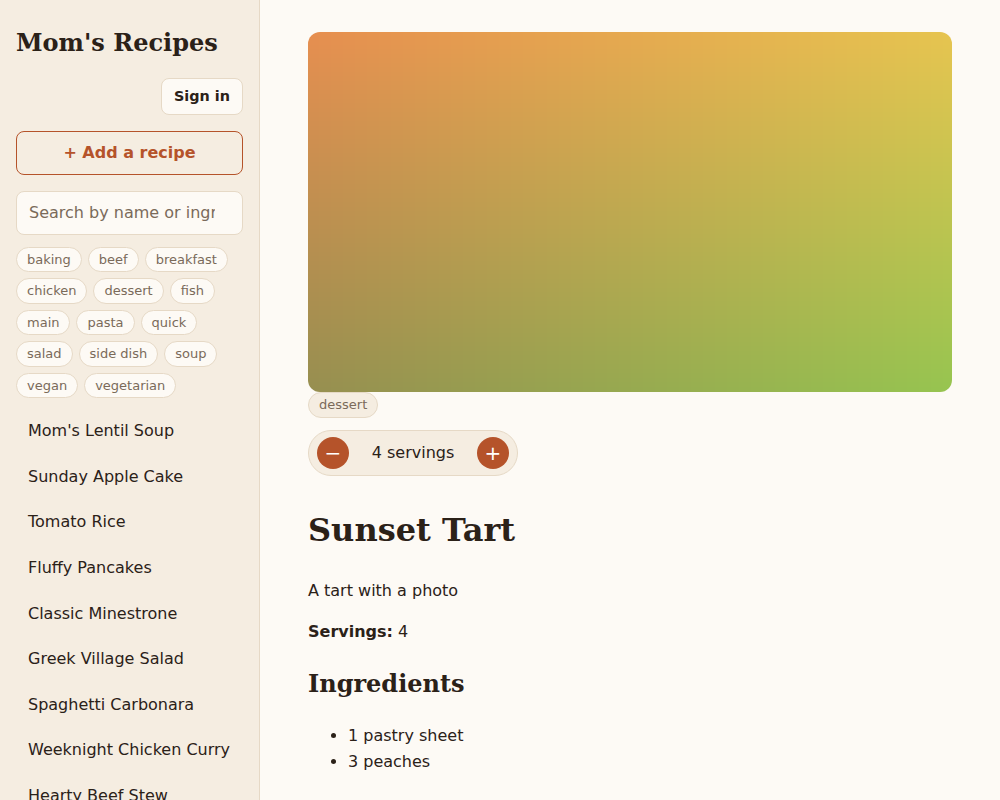 Mom's Recipes
Sign in
+ Add a recipe
Search by name or ingr
baking beef breakfast
chicken dessert fish
main pasta quick
salad side dish soup
vegan vegetarian
Mom's Lentil Soup
Sunday Apple Cake
Tomato Rice
Fluffy Pancakes
Classic Minestrone
Greek Village Salad
Spaghetti Carbonara
Weeknight Chicken Curry
Hearty Beef Stew
dessert
− 4 servings +
Sunset Tart
A tart with a photo
Servings: 4
Ingredients
• 1 pastry sheet
• 3 peaches